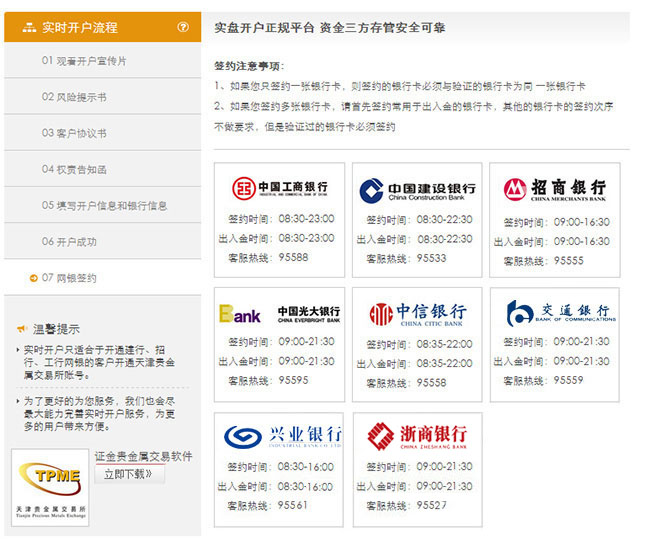 实时开户流程
01 观看开户宣传片
02 风险提示书
03 客户协议书
04 权责告知函
05 填写开户信息和银行信息
06 开户成功
07 网银签约
温馨提示
实时开户只适合于开通建行、招
行、工行网银的客户开通天津贵金
属交易所帐号。
为了更好的为您服务，我们也会尽
最大能力完善实时开户服务，为更
多的用户带来方便。
TPME
天津贵金属交易所
Tianjin Precious Metals Exchange
证金贵金属交易软件
立即下载》
实盘开户正规平台 资金三方存管安全可靠
签约注意事项：
1、如果您只签约一张银行卡，则签约的银行卡必须与验证的银行卡为同 一张银行卡
2、如果您签约多张银行卡，请首先签约常用于出入金的银行卡，其他的银行卡的签约次序
不做要求，但是验证过的银行卡必须签约
中国工商银行
INDUSTRIAL AND COMMERCIAL BANK OF CHINA
签约时间：08:30-23:00
出入金时间：08:30-23:00
客服热线：95588
中国建设银行
China Construction Bank
签约时间：08:30-22:30
出入金时间：08:30-22:30
客服热线：95533
招商银行
CHINA MERCHANTS BANK
签约时间：09:00-16:30
出入金时间：09:00-16:30
客服热线：95555
Bank
中国光大银行
CHINA EVERBRIGHT BANK
签约时间：09:00-21:30
出入金时间：09:00-21:30
客服热线：95595
中信银行
CHINA CITIC BANK
签约时间：08:35-22:00
出入金时间：08:35-22:00
客服热线：95558
交通銀行
BANK OF COMMUNICATIONS
签约时间：09:00-21:30
出入金时间：09:00-21:30
客服热线：95559
兴业银行
INDUSTRIAL BANK CO.,LTD.
签约时间：08:30-16:00
出入金时间：08:30-16:00
客服热线：95561
浙商银行
CHINA ZHESHANG BANK
签约时间：09:00-21:30
出入金时间：09:00-21:30
客服热线：95527